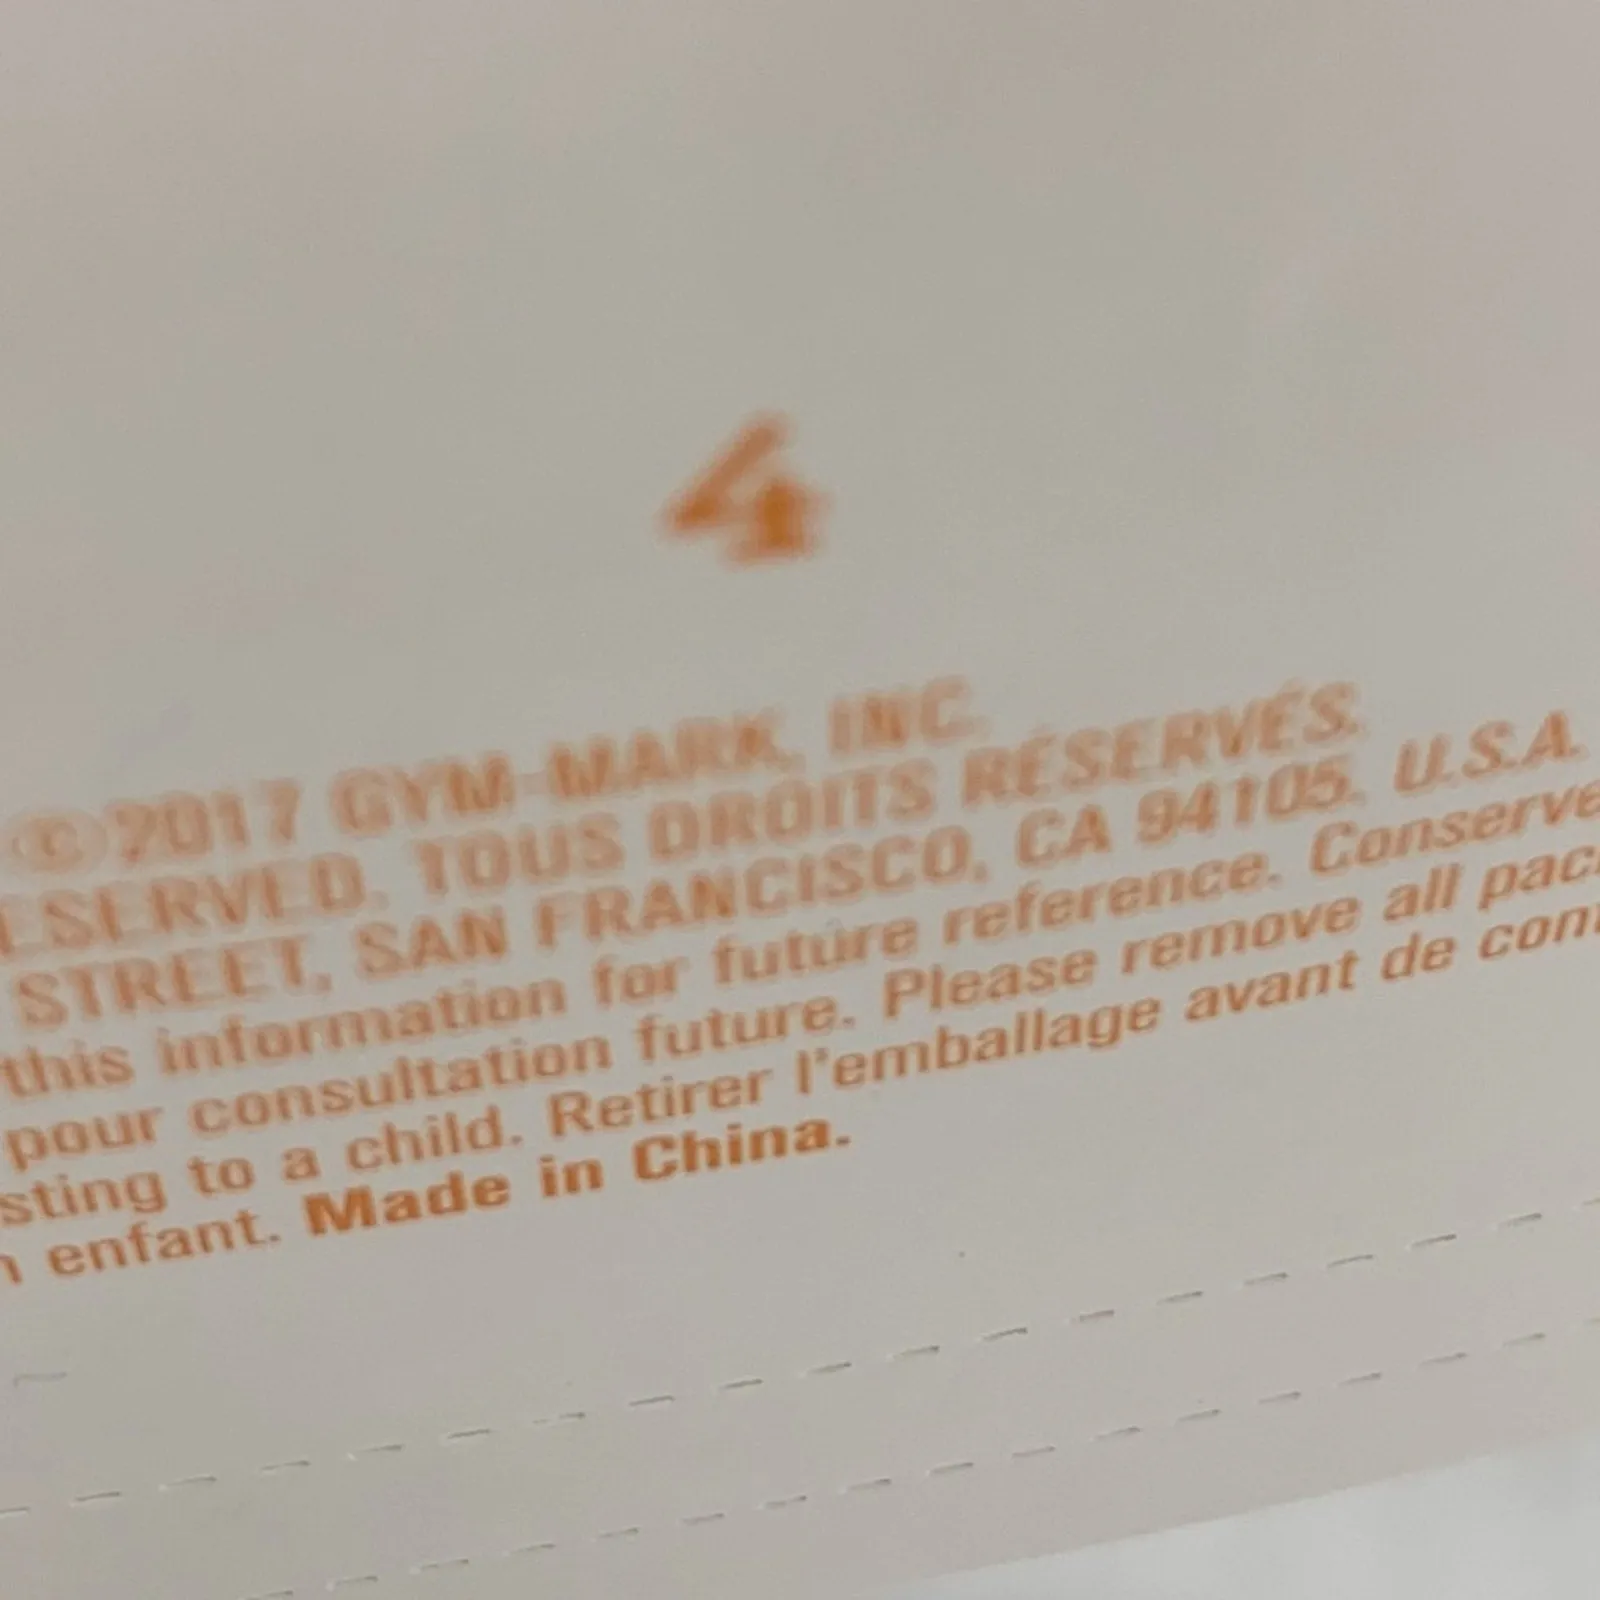 4
©2017 GYM-MARK, INC.
ESERVED. TOUS DROITS RÉSERVÉS.
STREET, SAN FRANCISCO, CA 94105. U.S.A.
this information for future reference. Conserve
pour consultation future. Please remove all pac
sting to a child. Retirer l'emballage avant de con
n enfant. Made in China.